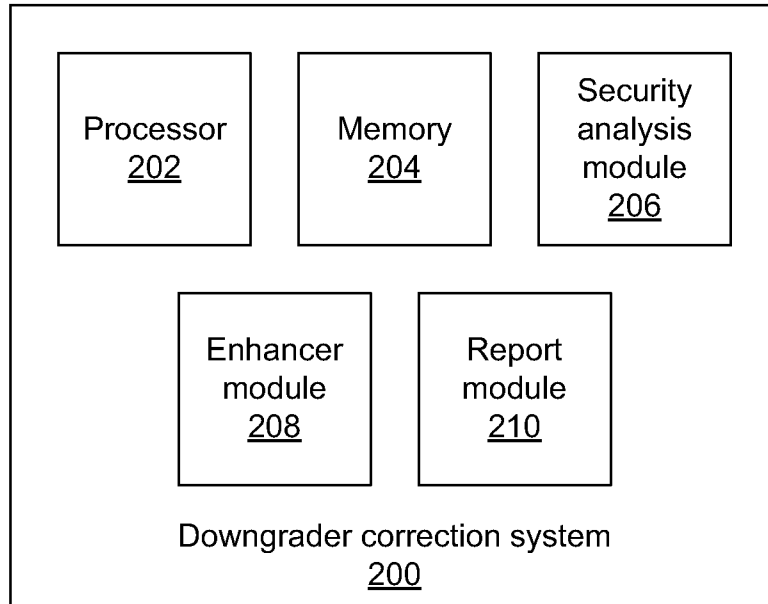 Processor
202
Memory
204
Security
analysis
module
206
Enhancer
module
208
Report
module
210
Downgrader correction system
200